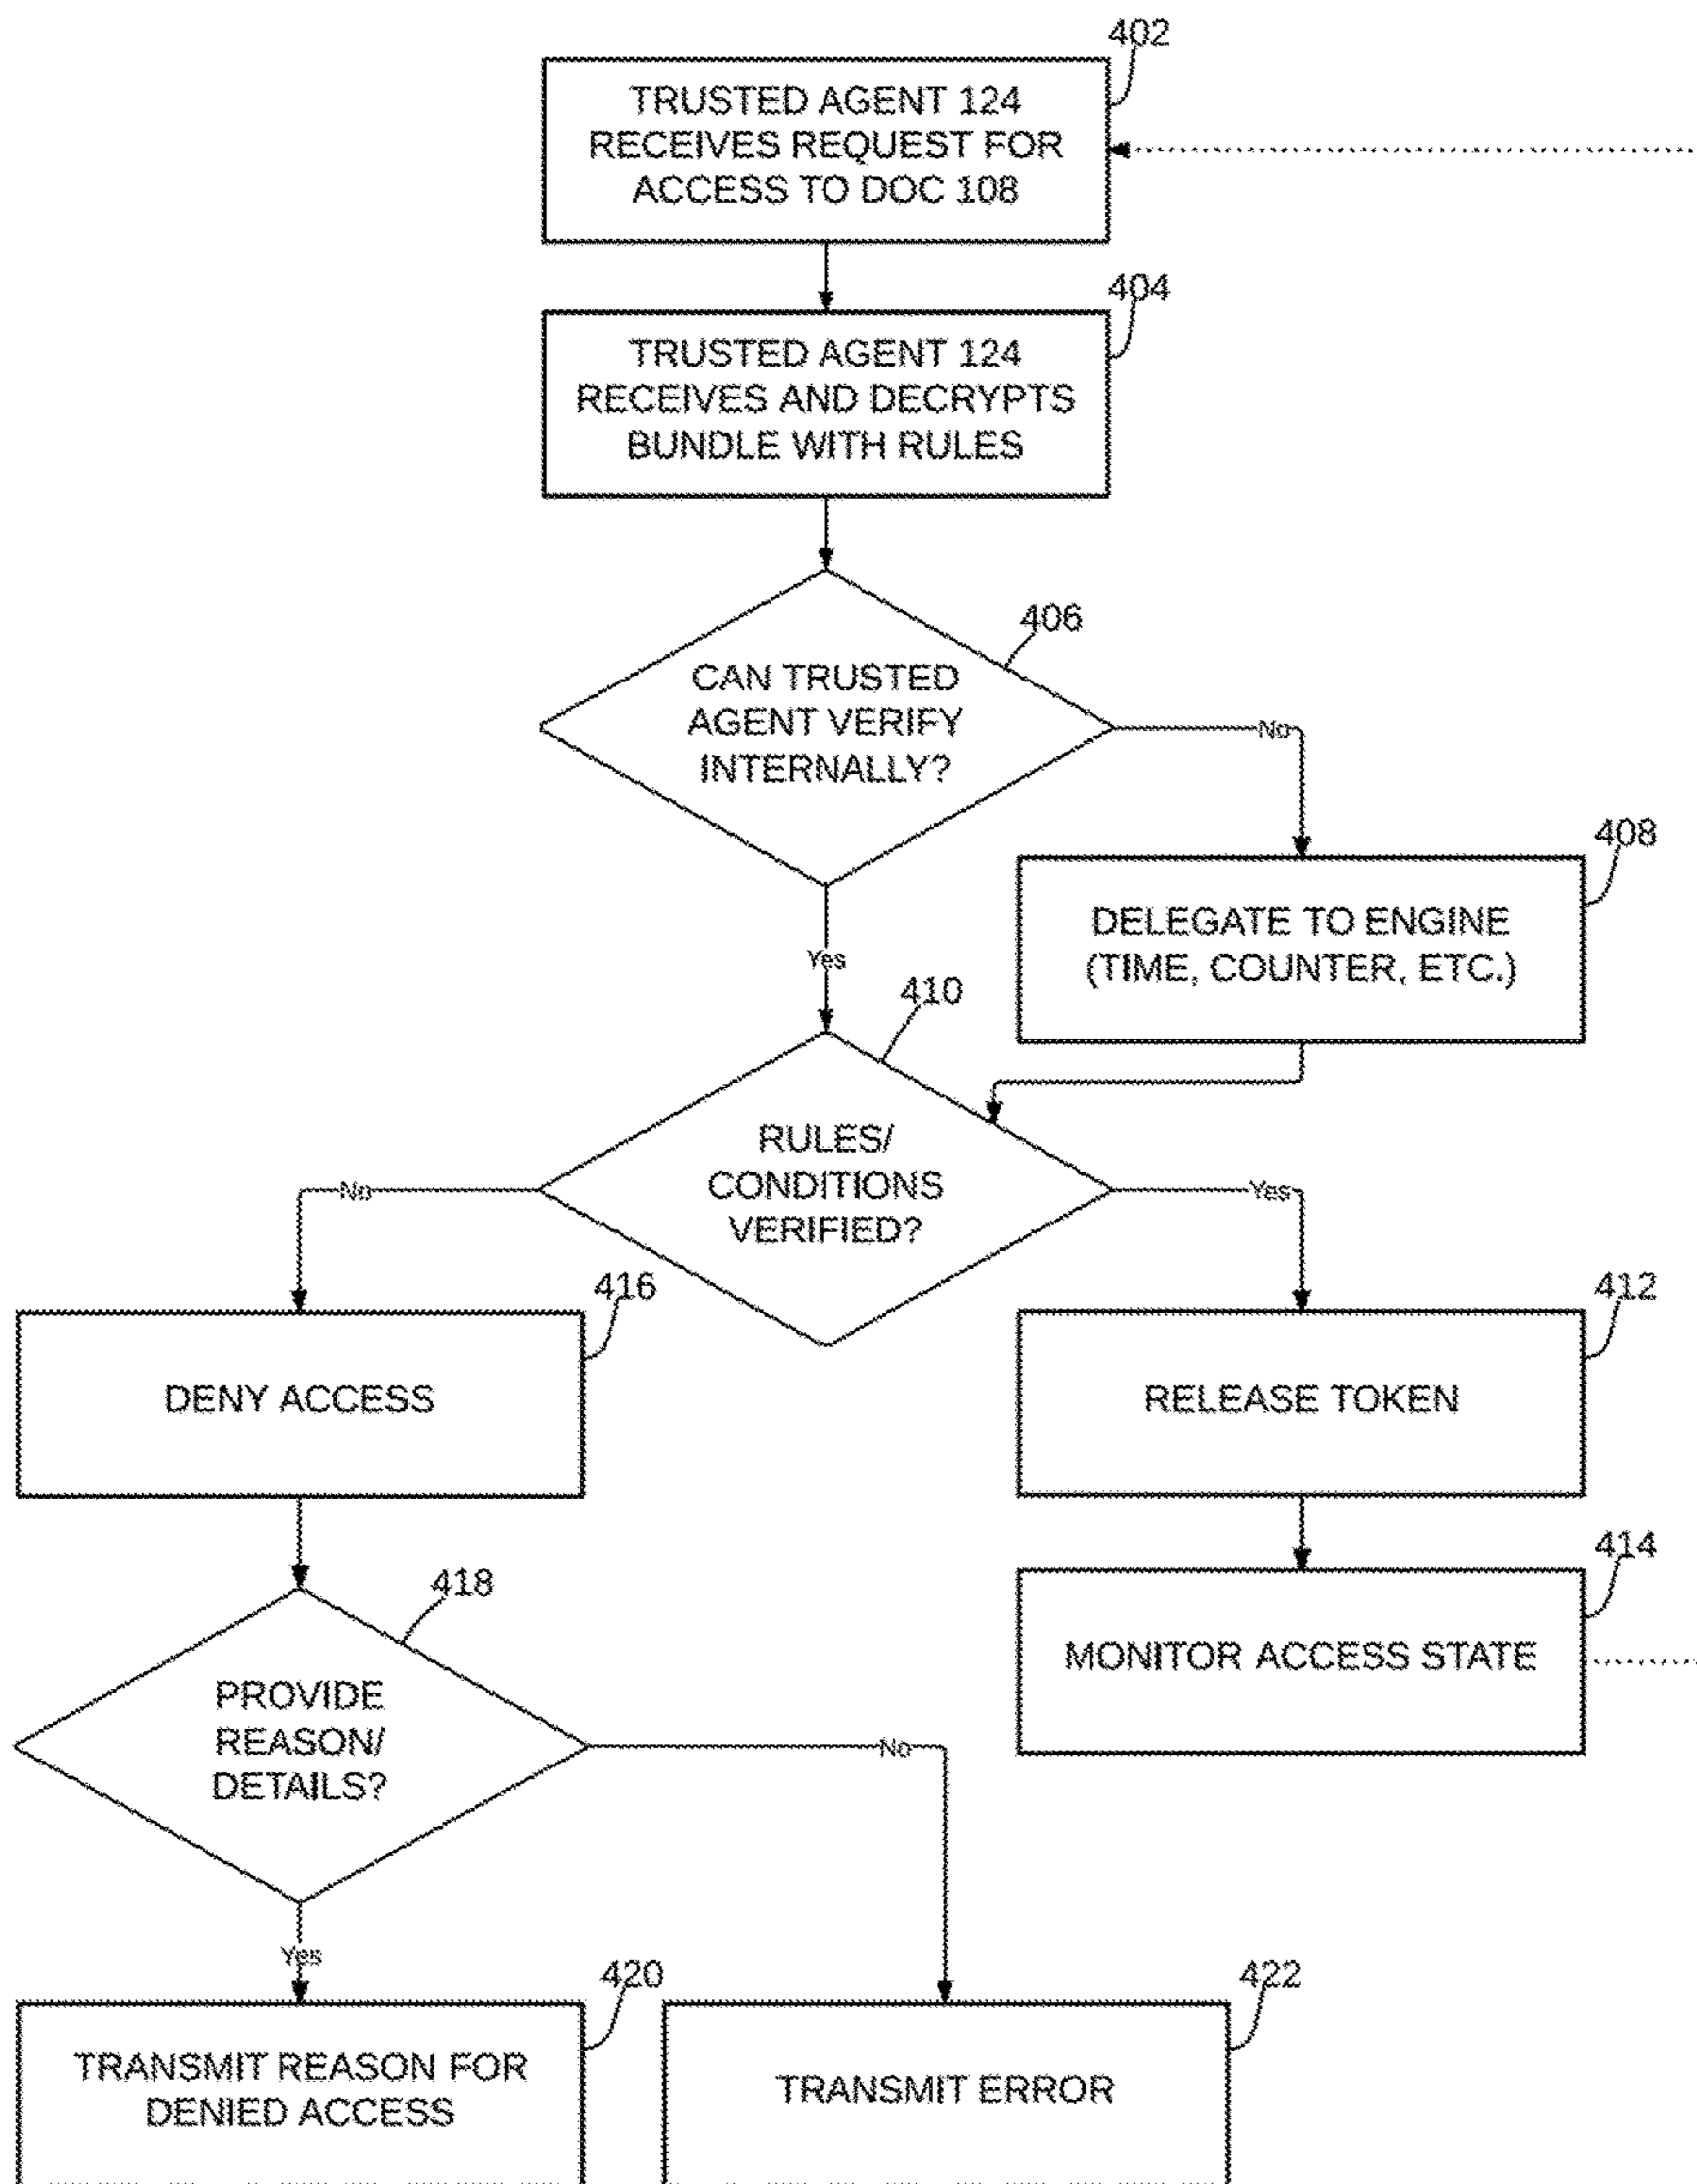 402
TRUSTED AGENT 124
RECEIVES REQUEST FOR
ACCESS TO DOC 108
404
TRUSTED AGENT 124
RECEIVES AND DECRYPTS
BUNDLE WITH RULES
406
CAN TRUSTED
AGENT VERIFY
INTERNALLY?
No
408
DELEGATE TO ENGINE
(TIME, COUNTER, ETC.)
Yes
410
RULES/
CONDITIONS
VERIFIED?
No
Yes
416
DENY ACCESS
412
RELEASE TOKEN
414
MONITOR ACCESS STATE
418
PROVIDE
REASON/
DETAILS?
No
Yes
420
TRANSMIT REASON FOR
DENIED ACCESS
422
TRANSMIT ERROR